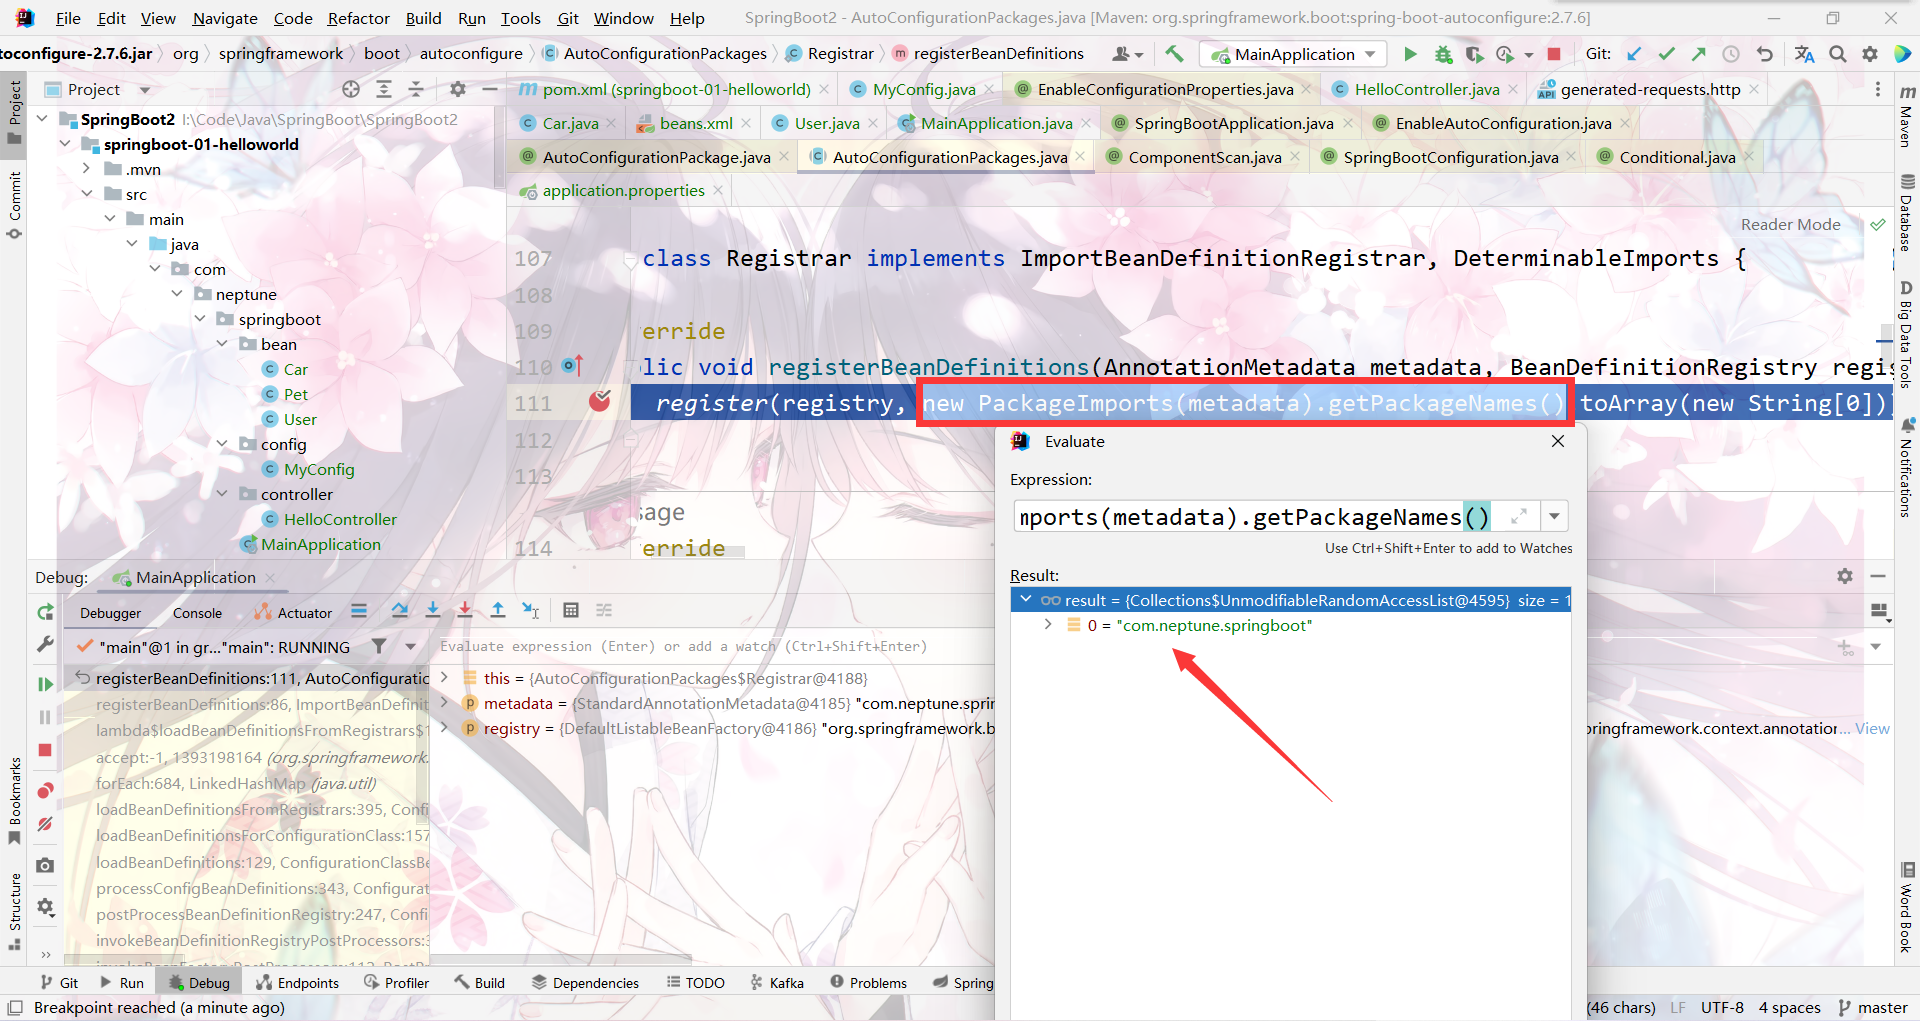 File Edit View Navigate Code Refactor Build Run Tools Git Window Help SpringBoot2 - AutoConfigurationPackages.java [Maven: org.springframework.boot:spring-boot-autoconfigure:2.7.6]
toconfigure-2.7.6.jar org springframework boot autoconfigure AutoConfigurationPackages Registrar registerBeanDefinitions MainApplication Git:
Project
pom.xml (springboot-01-helloworld) MyConfig.java EnableConfigurationProperties.java HelloController.java generated-requests.http
Car.java beans.xml User.java MainApplication.java SpringBootApplication.java EnableAutoConfiguration.java
AutoConfigurationPackage.java AutoConfigurationPackages.java ComponentScan.java SpringBootConfiguration.java Conditional.java
application.properties
Project
Commit
Bookmarks
Structure
SpringBoot2 I:\Code\Java\SpringBoot\SpringBoot2
springboot-01-helloworld
.mvn
src
main
java
com
neptune
springboot
bean
Car
Pet
User
config
MyConfig
controller
HelloController
MainApplication
Reader Mode
107 class Registrar implements ImportBeanDefinitionRegistrar, DeterminableImports {
108
109 erride
110 lic void registerBeanDefinitions(AnnotationMetadata metadata, BeanDefinitionRegistry regis
111 register(registry, new PackageImports(metadata).getPackageNames() toArray(new String[0]))
112
113
sage
114 erride
Maven
Database
Big Data Tools
Notifications
Word Book
Evaluate
Expression:
mports(metadata).getPackageNames()
Use Ctrl+Shift+Enter to add to Watches
Result:
result = {Collections$UnmodifiableRandomAccessList@4595} size = 1
0 = "com.neptune.springboot"
Debug: MainApplication
Debugger Console Actuator
"main"@1 in gr..."main": RUNNING
Evaluate expression (Enter) or add a watch (Ctrl+Shift+Enter)
registerBeanDefinitions:111, AutoConfiguratic
registerBeanDefinitions:86, ImportBeanDefinit
lambda$loadBeanDefinitionsFromRegistrars$1
accept:-1, 1393198164 (org.springframework.
forEach:684, LinkedHashMap (java.util)
loadBeanDefinitionsFromRegistrars:395, Confi
loadBeanDefinitionsForConfigurationClass:157
loadBeanDefinitions:129, ConfigurationClassBe
processConfigBeanDefinitions:343, Configurat
postProcessBeanDefinitionRegistry:247, Confi
invokeBeanDefinitionRegistryPostProcessors:3
this = {AutoConfigurationPackages$Registrar@4188}
metadata = {StandardAnnotationMetadata@4185} "com.neptune.sprin
registry = {DefaultListableBeanFactory@4186} "org.springframework.b
pringframework.context.annotation... View
Git Run Debug Endpoints Profiler Build Dependencies TODO Kafka Problems Spring
Breakpoint reached (a minute ago)
(46 chars) LF UTF-8 4 spaces master